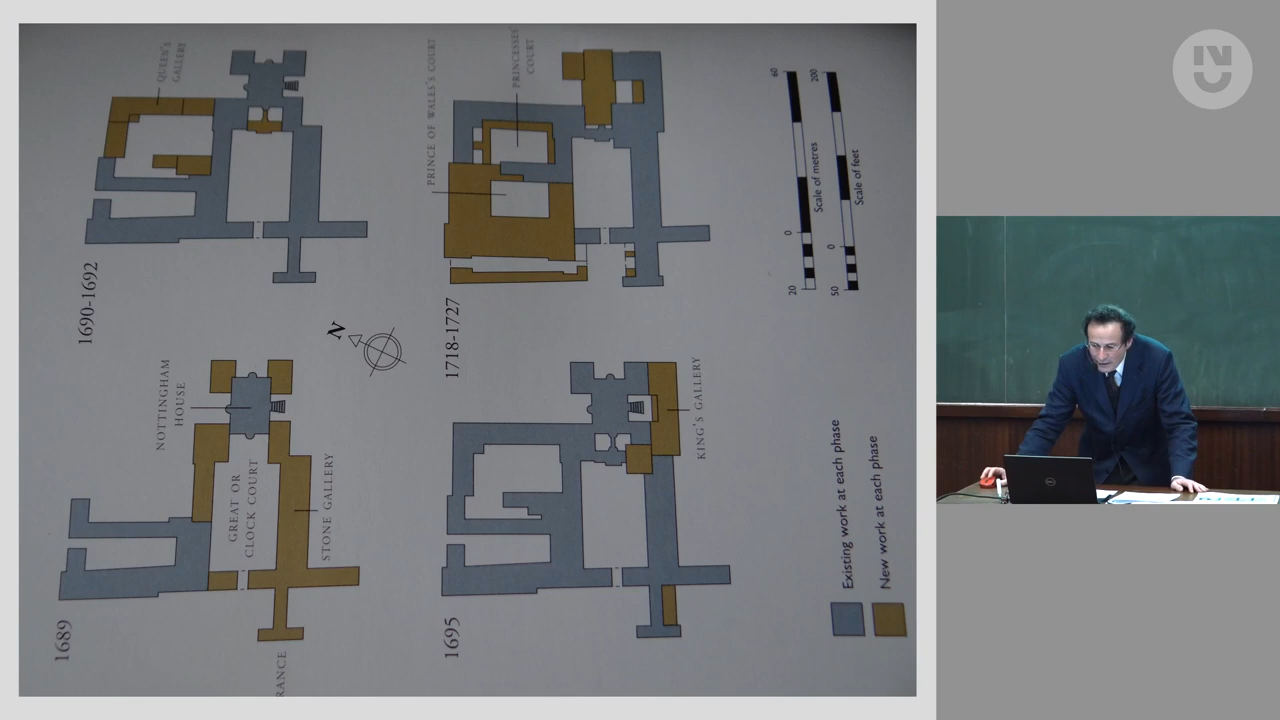 1689
NOTTINGHAM
HOUSE
GREAT OR
CLOCK COURT
STONE GALLERY
RANCE
1690-1692
QUEEN'S
GALLERY
N
1695
KING'S GALLERY
1718-1727
PRINCE OF WALES'S COURT
PRINCESSES'
COURT
20 0 60
Scale of metres
50 0 200
Scale of feet
Existing work at each phase
New work at each phase